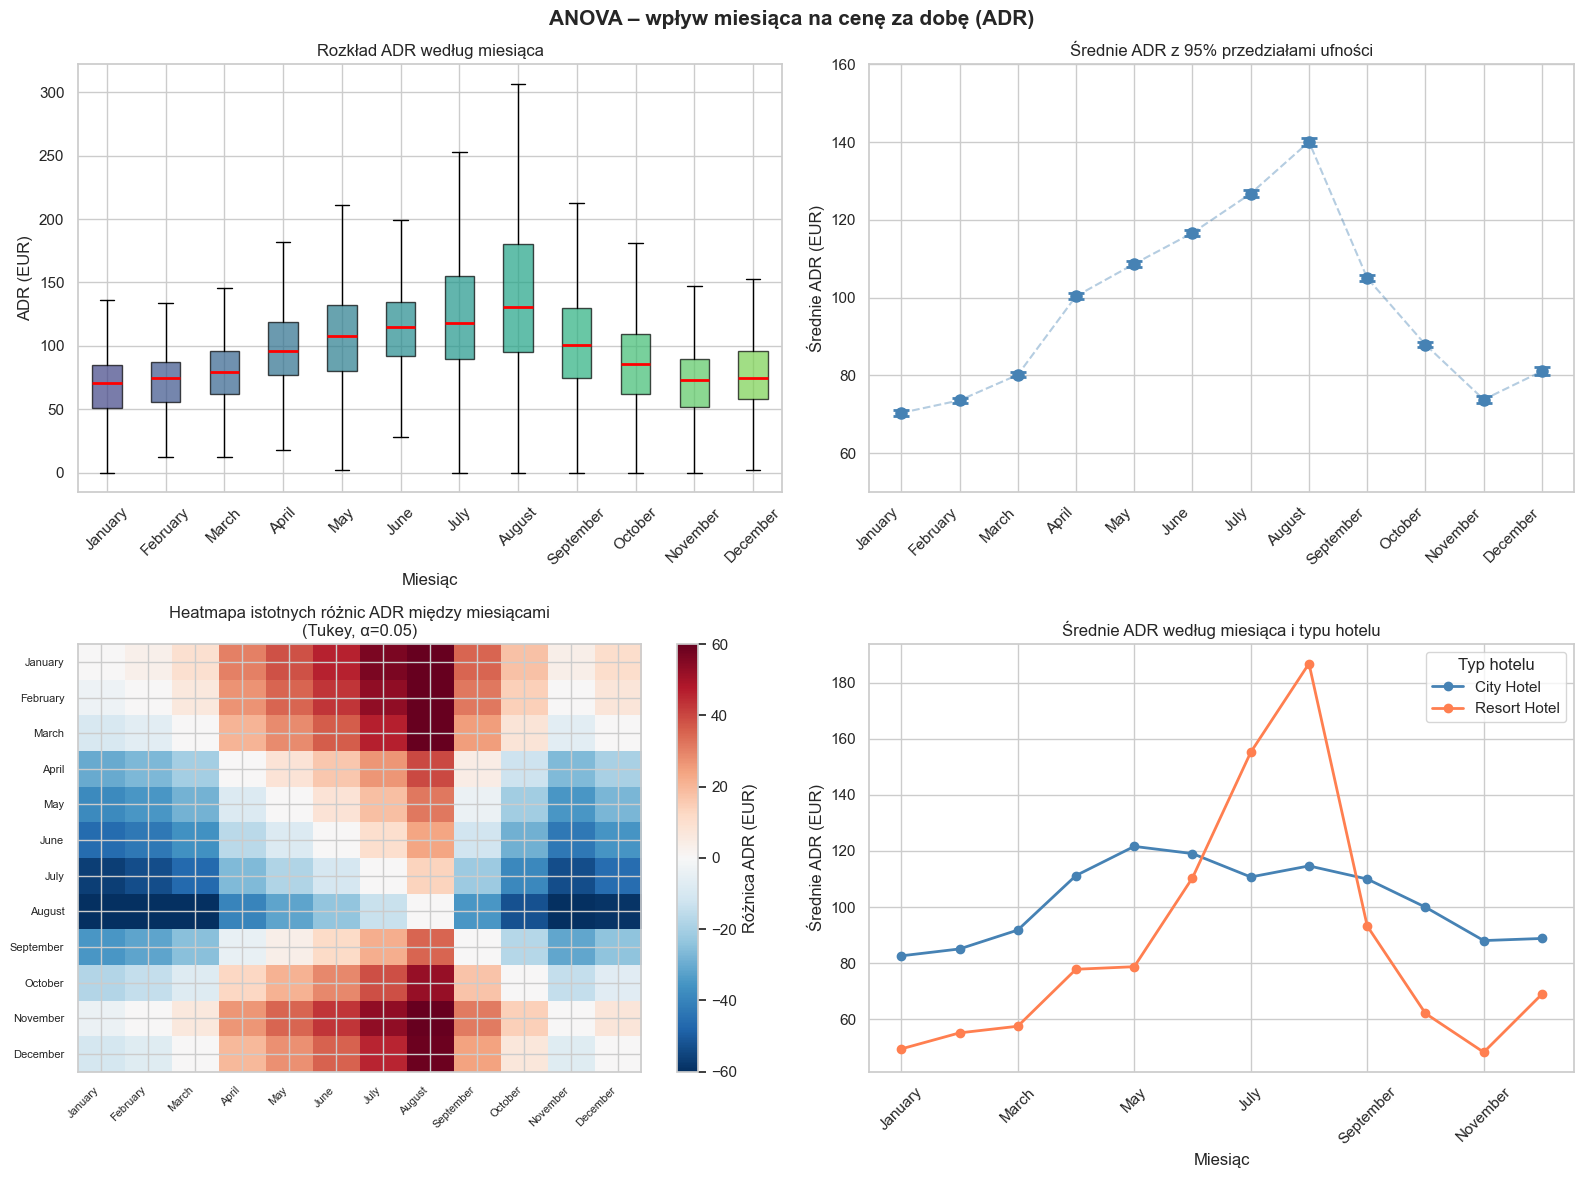 ANOVA – wpływ miesiąca na cenę za dobę (ADR)
Rozkład ADR według miesiąca
ADR (EUR)
300
250
200
150
100
50
0
January
February
March
April
May
June
July
August
September
October
November
December
Miesiąc
Średnie ADR z 95% przedziałami ufności
Średnie ADR (EUR)
160
140
120
100
80
60
January
February
March
April
May
June
July
August
September
October
November
December
Heatmapa istotnych różnic ADR między miesiącami
(Tukey, α=0.05)
January
February
March
April
May
June
July
August
September
October
November
December
January
February
March
April
May
June
July
August
September
October
November
December
60
40
20
0
−20
−40
−60
Różnica ADR (EUR)
Średnie ADR według miesiąca i typu hotelu
Typ hotelu
City Hotel
Resort Hotel
Średnie ADR (EUR)
180
160
140
120
100
80
60
January
March
May
July
September
November
Miesiąc